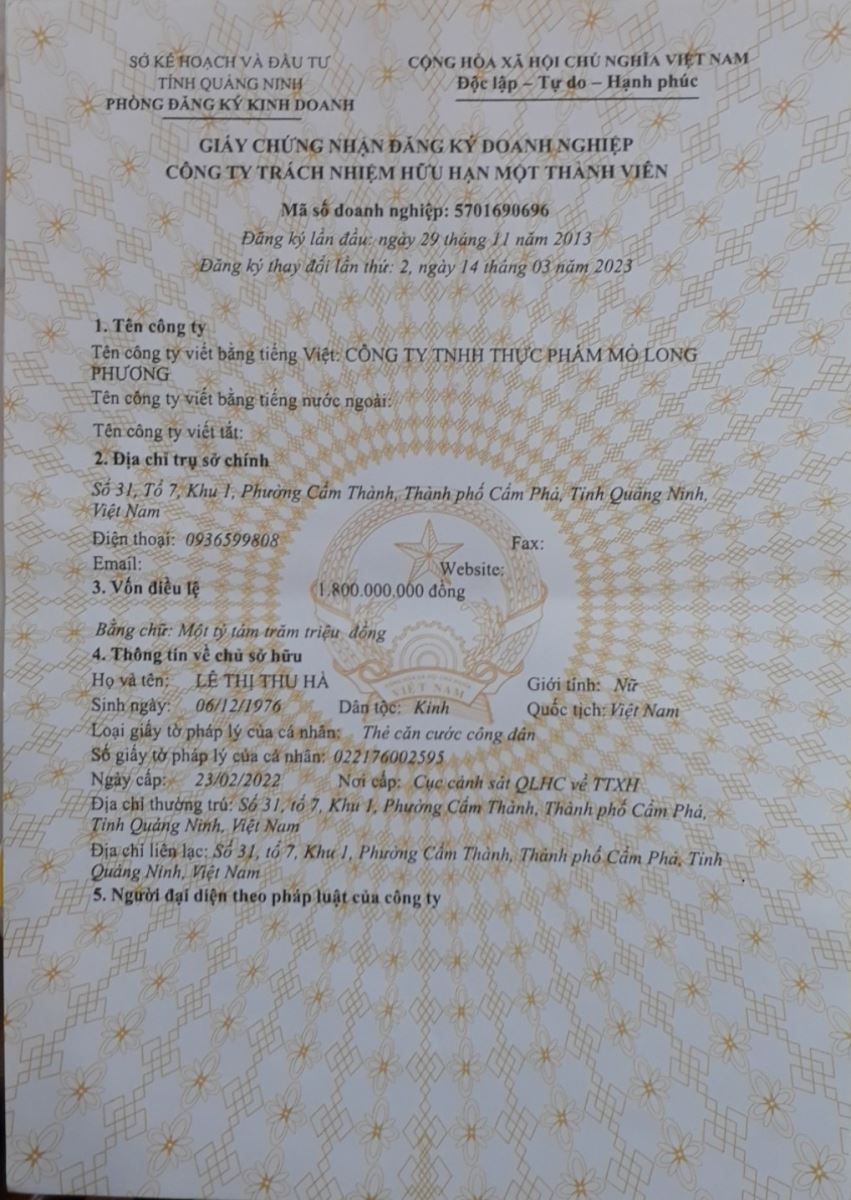 SỞ KẾ HOẠCH VÀ ĐẦU TƯ
TỈNH QUẢNG NINH
PHÒNG ĐĂNG KÝ KINH DOANH
CỘNG HÒA XÃ HỘI CHỦ NGHĨA VIỆT NAM
Độc lập – Tự do – Hạnh phúc
GIẤY CHỨNG NHẬN ĐĂNG KÝ DOANH NGHIỆP
CÔNG TY TRÁCH NHIỆM HỮU HẠN MỘT THÀNH VIÊN
Mã số doanh nghiệp: 5701690696
Đăng ký lần đầu: ngày 29 tháng 11 năm 2013
Đăng ký thay đổi lần thứ: 2, ngày 14 tháng 03 năm 2023
1. Tên công ty
Tên công ty viết bằng tiếng Việt: CÔNG TY TNHH THỰC PHẨM MỎ LONG
PHƯƠNG
Tên công ty viết bằng tiếng nước ngoài:
Tên công ty viết tắt:
2. Địa chỉ trụ sở chính
Số 31, Tổ 7, Khu 1, Phường Cẩm Thành, Thành phố Cẩm Phả, Tỉnh Quảng Ninh,
Việt Nam
Điện thoại: 0936599808 Fax:
Email: Website:
3. Vốn điều lệ 1.800.000.000 đồng
Bằng chữ: Một tỷ tám trăm triệu đồng
4. Thông tin về chủ sở hữu
Họ và tên: LÊ THỊ THU HÀ Giới tính: Nữ
Sinh ngày: 06/12/1976 Dân tộc: Kinh Quốc tịch: Việt Nam
VIỆT NAM
Loại giấy tờ pháp lý của cá nhân: Thẻ căn cước công dân
Số giấy tờ pháp lý của cá nhân: 022176002595
Ngày cấp: 23/02/2022 Nơi cấp: Cục cảnh sát QLHC về TTXH
Địa chỉ thường trú: Số 31, tổ 7, Khu 1, Phường Cẩm Thành, Thành phố Cẩm Phả,
Tỉnh Quảng Ninh, Việt Nam
Địa chỉ liên lạc: Số 31, tổ 7, Khu 1, Phường Cẩm Thành, Thành phố Cẩm Phả, Tỉnh
Quảng Ninh, Việt Nam
5. Người đại diện theo pháp luật của công ty